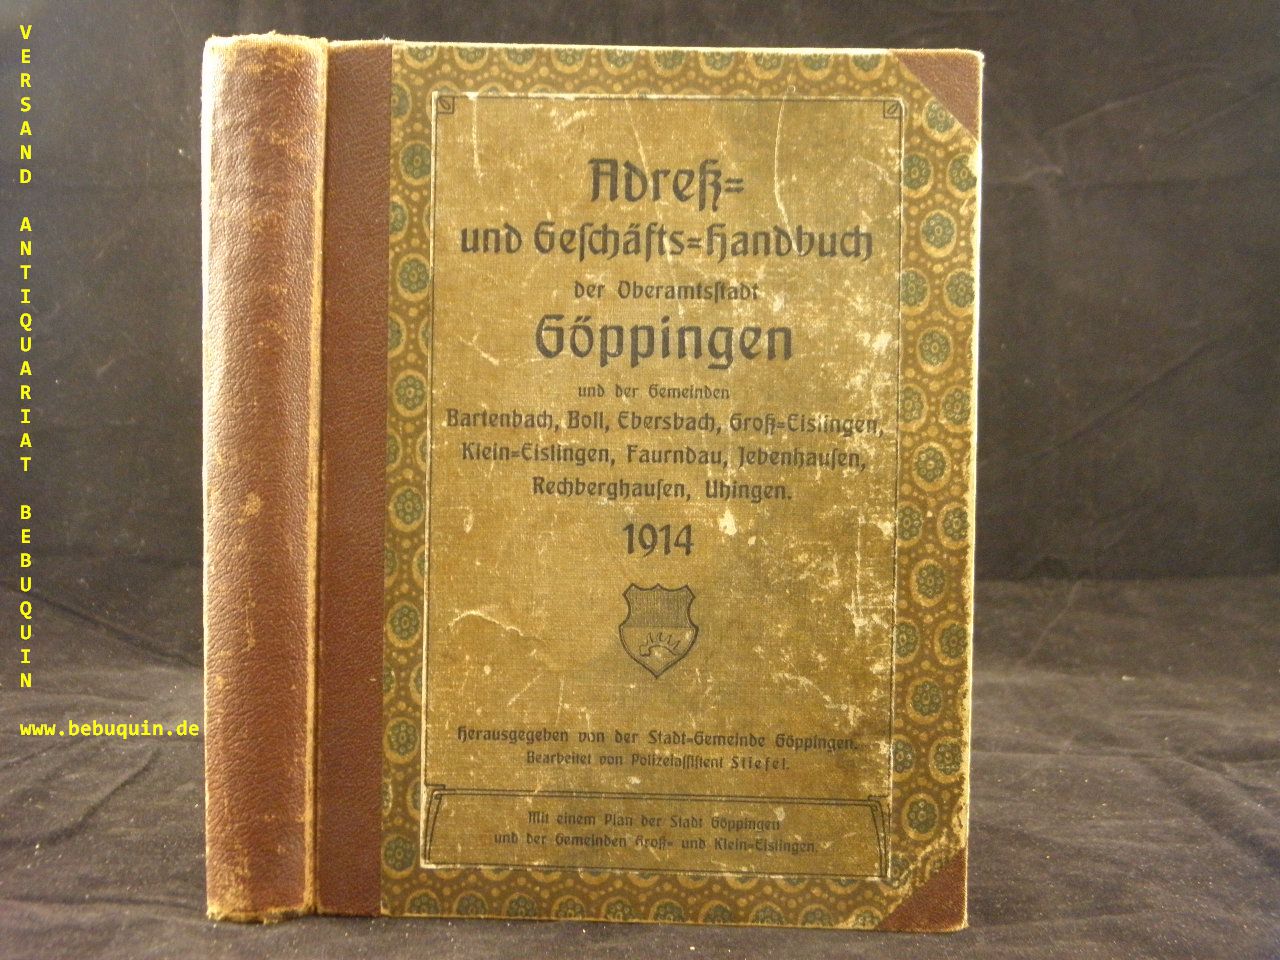 VERSAND ANTIQUARIAT BEBUQUIN
www.bebuquin.de
Adreß=
und Geſchäfts=Handbuch
der Oberamtsſtadt
Göppingen
und der Gemeinden
Bartenbach, Boll, Ebersbach, Groß=Eislingen,
Klein=Eislingen, Faurndau, Jebenhauſen,
Rechberghauſen, Uhingen.
1914
Herausgegeben von der Stadt=Gemeinde Göppingen.
Bearbeitet von Polizeiaſſiſtent Stiefel.
Mit einem Plan der Stadt Göppingen
und der Gemeinden Groß= und Klein=Eislingen.